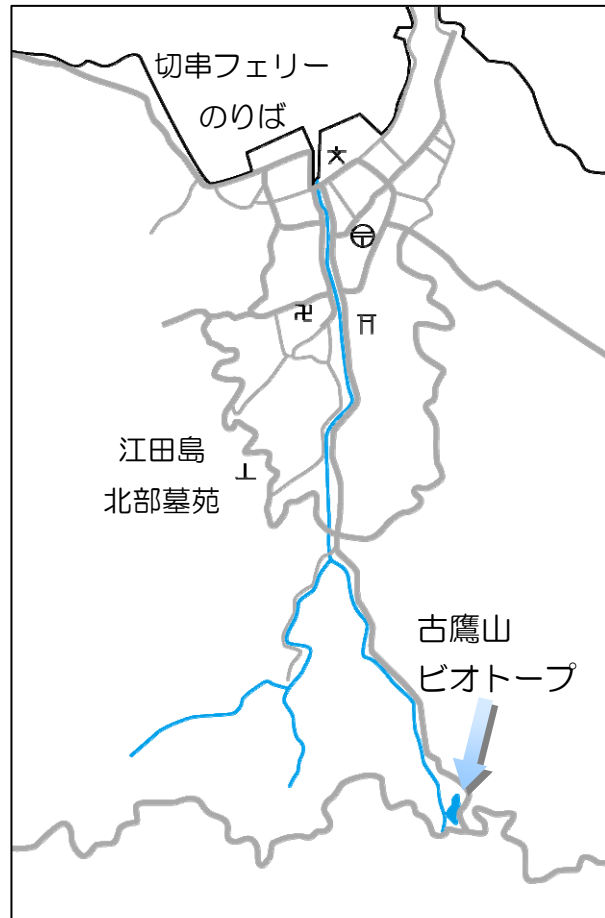 切串フェリー
のりば
江田島
北部墓苑
古鷹山
ビオトープ